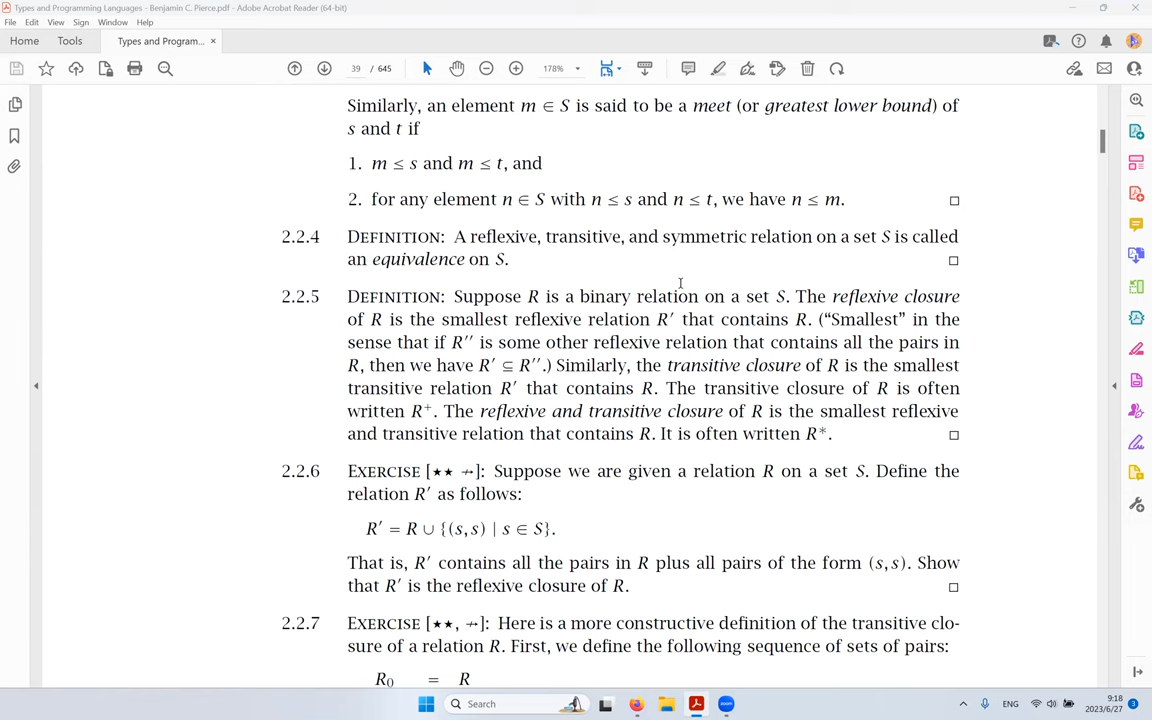 Types and Programming Languages - Benjamin C. Pierce.pdf - Adobe Acrobat Reader (64-bit)
File Edit View Sign Window Help
Home Tools Types and Program... ×
39 / 645 178%
Similarly, an element m ∈ S is said to be a meet (or greatest lower bound) of
s and t if
1. m ≤ s and m ≤ t, and
2. for any element n ∈ S with n ≤ s and n ≤ t, we have n ≤ m. □
2.2.4 DEFINITION: A reflexive, transitive, and symmetric relation on a set S is called
an equivalence on S. □
2.2.5 DEFINITION: Suppose R is a binary relation on a set S. The reflexive closure
of R is the smallest reflexive relation R′ that contains R. (“Smallest” in the
sense that if R″ is some other reflexive relation that contains all the pairs in
R, then we have R′ ⊆ R″.) Similarly, the transitive closure of R is the smallest
transitive relation R′ that contains R. The transitive closure of R is often
written R⁺. The reflexive and transitive closure of R is the smallest reflexive
and transitive relation that contains R. It is often written R*. □
2.2.6 EXERCISE [★★ ↛]: Suppose we are given a relation R on a set S. Define the
relation R′ as follows:
R′ = R ∪ {(s, s) | s ∈ S}.
That is, R′ contains all the pairs in R plus all pairs of the form (s, s). Show
that R′ is the reflexive closure of R. □
2.2.7 EXERCISE [★★, ↛]: Here is a more constructive definition of the transitive clo-
sure of a relation R. First, we define the following sequence of sets of pairs:
R₀ = R
Search ENG 9:18
2023/6/27 3
zoom